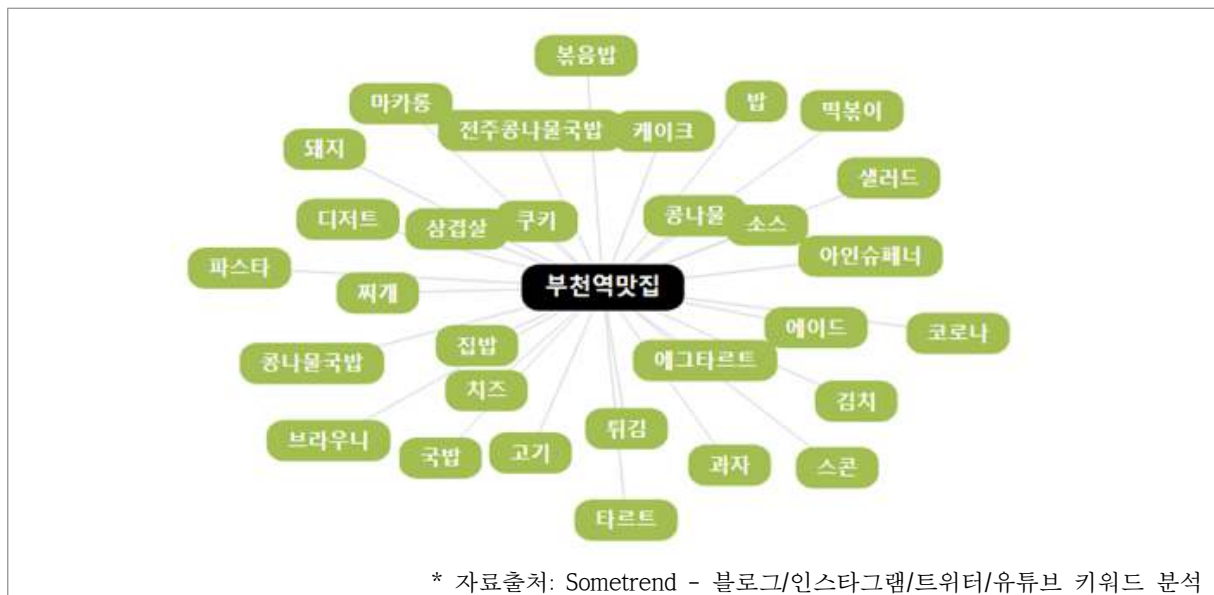 볶음밥
마카롱
밥
떡볶이
전주콩나물국밥
케이크
돼지
샐러드
디저트
삼겹살
쿠키
콩나물
소스
아인슈페너
파스타
찌개
부천역맛집
에이드
코로나
콩나물국밥
집밥
에그타르트
치즈
김치
브라우니
국밥
고기
튀김
과자
스콘
타르트
* 자료출처: Sometrend - 블로그/인스타그램/트위터/유튜브 키워드 분석